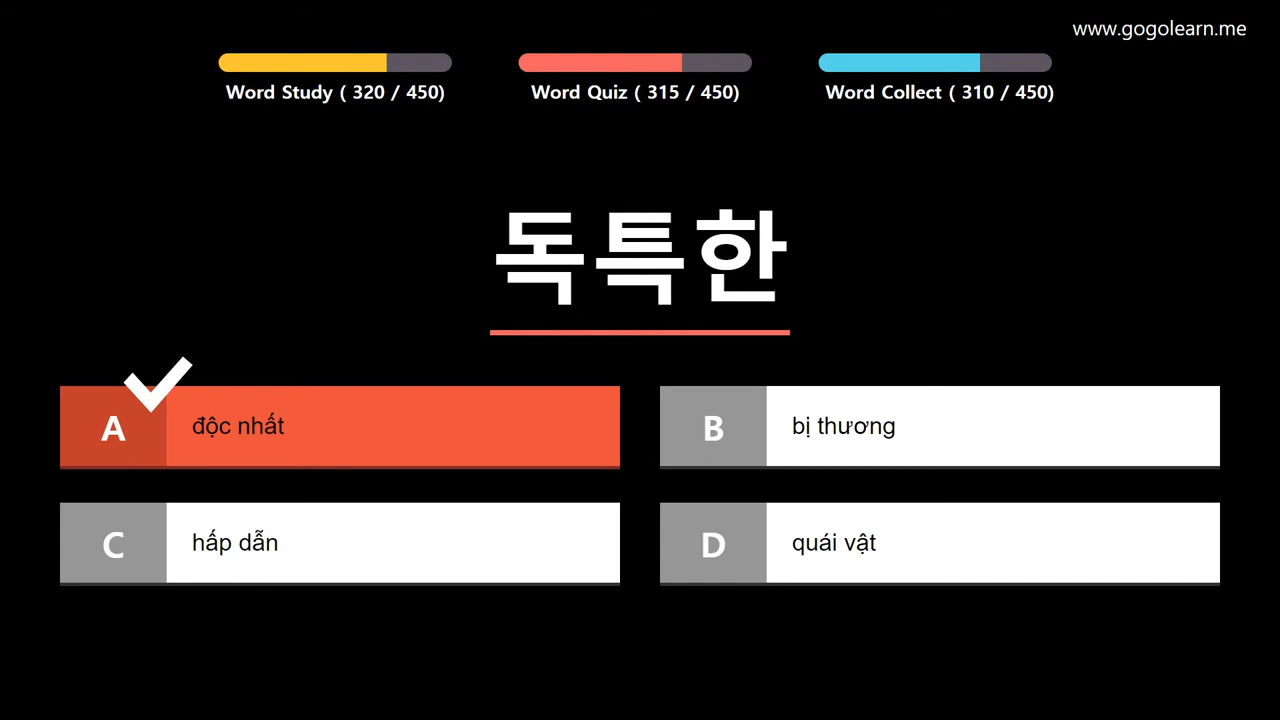 www.gogolearn.me
Word Study ( 320 / 450)
Word Quiz ( 315 / 450)
Word Collect ( 310 / 450)
독특한
A độc nhất
B bị thương
C hấp dẫn
D quái vật